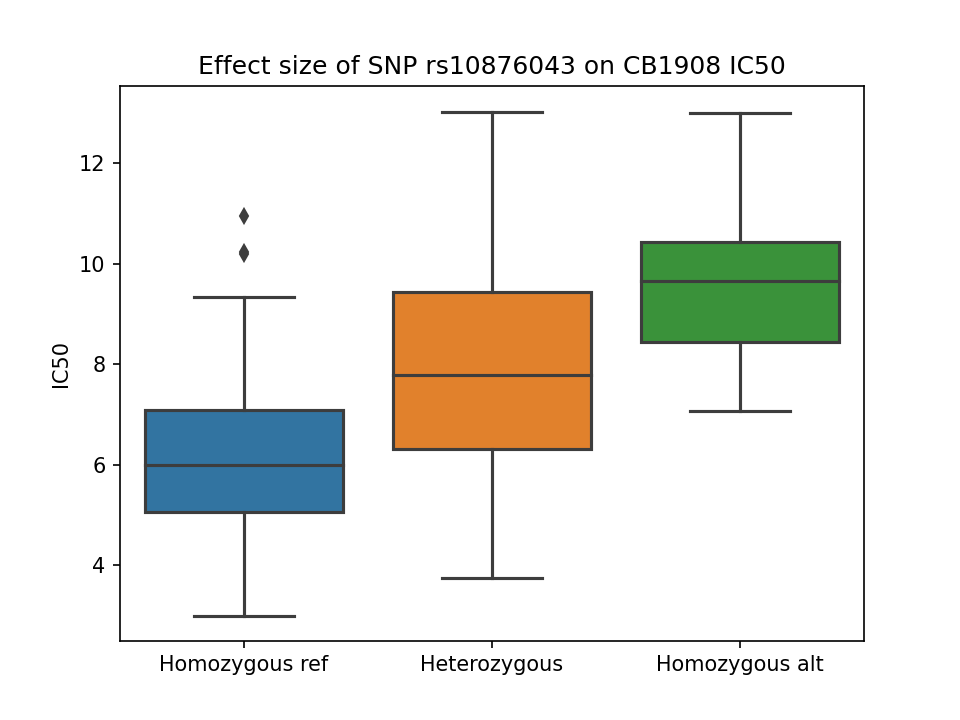 Effect size of SNP rs10876043 on CB1908 IC50
12
10
8
6
4
IC50
Homozygous ref
Heterozygous
Homozygous alt